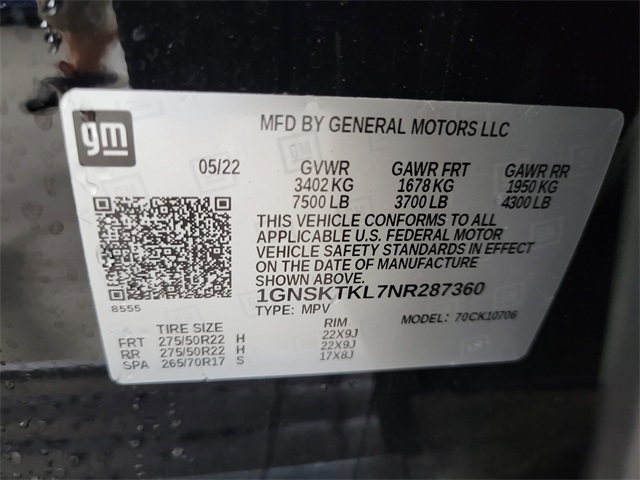 gm
MFD BY GENERAL MOTORS LLC
05/22 GVWR GAWR FRT GAWR RR
3402 KG 1678 KG 1950 KG
7500 LB 3700 LB 4300 LB
THIS VEHICLE CONFORMS TO ALL
APPLICABLE U.S. FEDERAL MOTOR
VEHICLE SAFETY STANDARDS IN EFFECT
ON THE DATE OF MANUFACTURE
SHOWN ABOVE.
8555
1GNSKTKL7NR287360
TYPE: MPV MODEL: 70CK10706
TIRE SIZE RIM
FRT 275/50R22 H 22X9J
RR 275/50R22 H 22X9J
SPA 265/70R17 S 17X8J